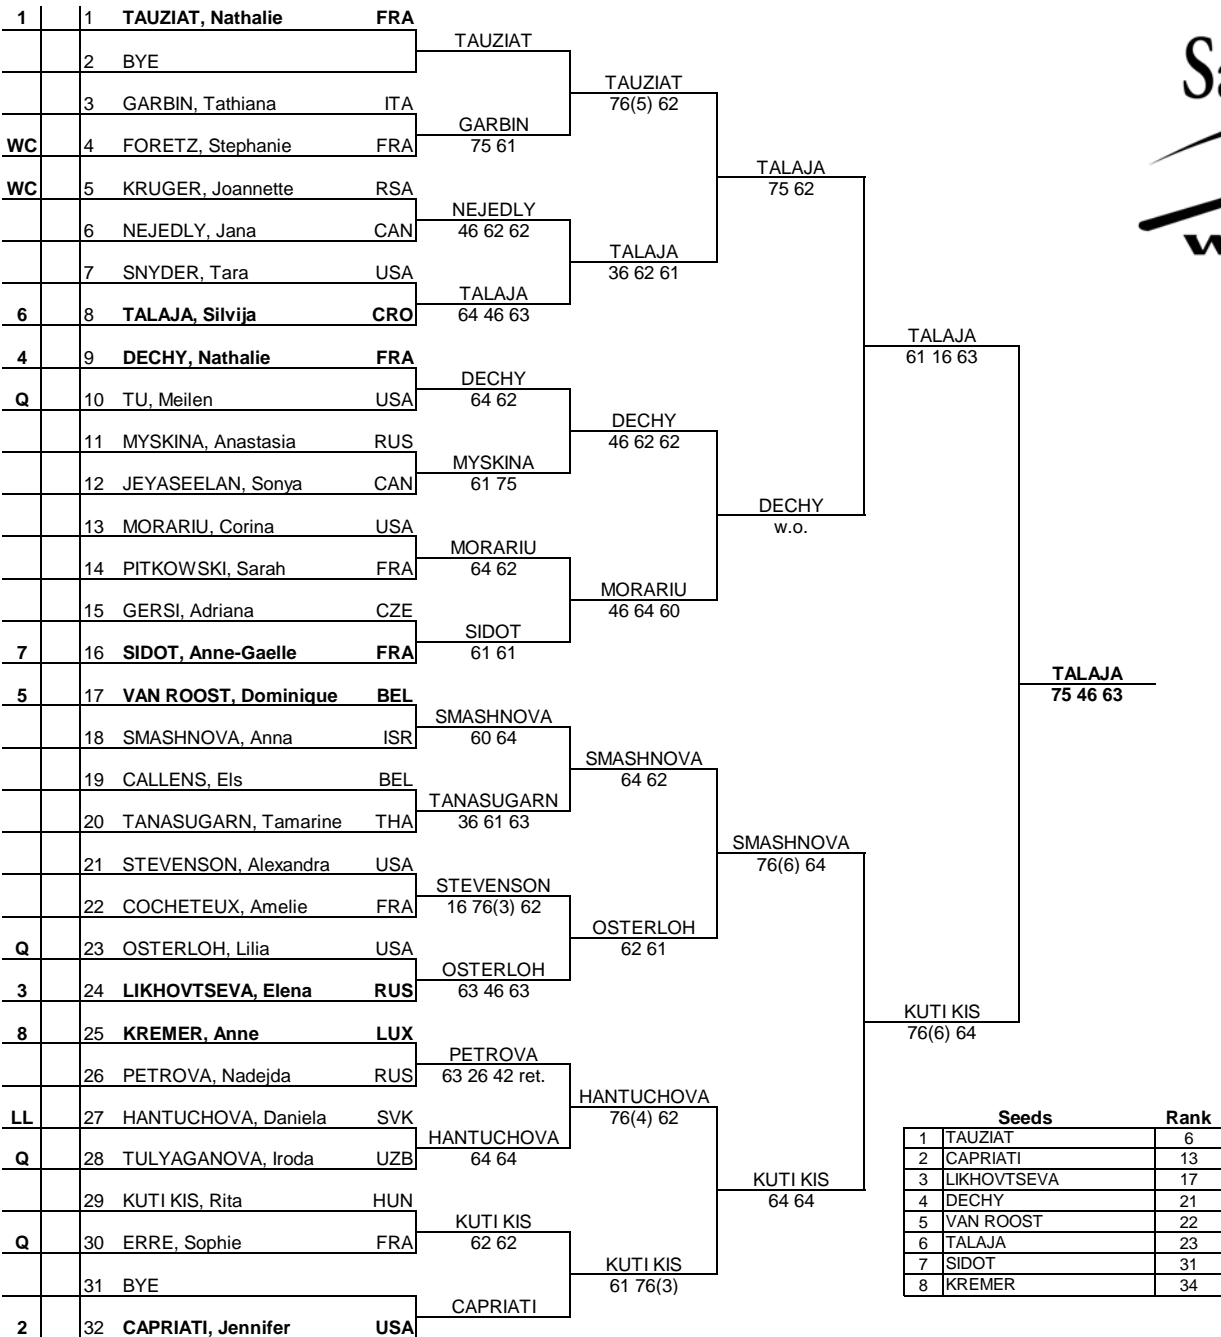 1 1 TAUZIAT, Nathalie FRA
TAUZIAT
2 BYE
TAUZIAT
76(5) 62
3 GARBIN, Tathiana ITA
GARBIN
75 61
WC 4 FORETZ, Stephanie FRA
TALAJA
75 62
WC 5 KRUGER, Joannette RSA
NEJEDLY
46 62 62
6 NEJEDLY, Jana CAN
TALAJA
36 62 61
7 SNYDER, Tara USA
TALAJA
64 46 63
6 8 TALAJA, Silvija CRO
TALAJA
61 16 63
4 9 DECHY, Nathalie FRA
DECHY
64 62
Q 10 TU, Meilen USA
DECHY
46 62 62
11 MYSKINA, Anastasia RUS
MYSKINA
61 75
12 JEYASEELAN, Sonya CAN
DECHY
w.o.
13 MORARIU, Corina USA
MORARIU
64 62
14 PITKOWSKI, Sarah FRA
MORARIU
46 64 60
15 GERSI, Adriana CZE
SIDOT
61 61
7 16 SIDOT, Anne-Gaelle FRA
TALAJA
75 46 63
5 17 VAN ROOST, Dominique BEL
SMASHNOVA
60 64
18 SMASHNOVA, Anna ISR
SMASHNOVA
64 62
19 CALLENS, Els BEL
TANASUGARN
36 61 63
20 TANASUGARN, Tamarine THA
SMASHNOVA
76(6) 64
21 STEVENSON, Alexandra USA
STEVENSON
16 76(3) 62
22 COCHETEUX, Amelie FRA
OSTERLOH
62 61
Q 23 OSTERLOH, Lilia USA
OSTERLOH
63 46 63
3 24 LIKHOVTSEVA, Elena RUS
KUTI KIS
76(6) 64
8 25 KREMER, Anne LUX
PETROVA
63 26 42 ret.
26 PETROVA, Nadejda RUS
HANTUCHOVA
76(4) 62
LL 27 HANTUCHOVA, Daniela SVK
HANTUCHOVA
64 64
Q 28 TULYAGANOVA, Iroda UZB
KUTI KIS
64 64
29 KUTI KIS, Rita HUN
KUTI KIS
62 62
Q 30 ERRE, Sophie FRA
KUTI KIS
61 76(3)
31 BYE
CAPRIATI
2 32 CAPRIATI, Jennifer USA
Seeds Rank
1 TAUZIAT 6
2 CAPRIATI 13
3 LIKHOVTSEVA 17
4 DECHY 21
5 VAN ROOST 22
6 TALAJA 23
7 SIDOT 31
8 KREMER 34